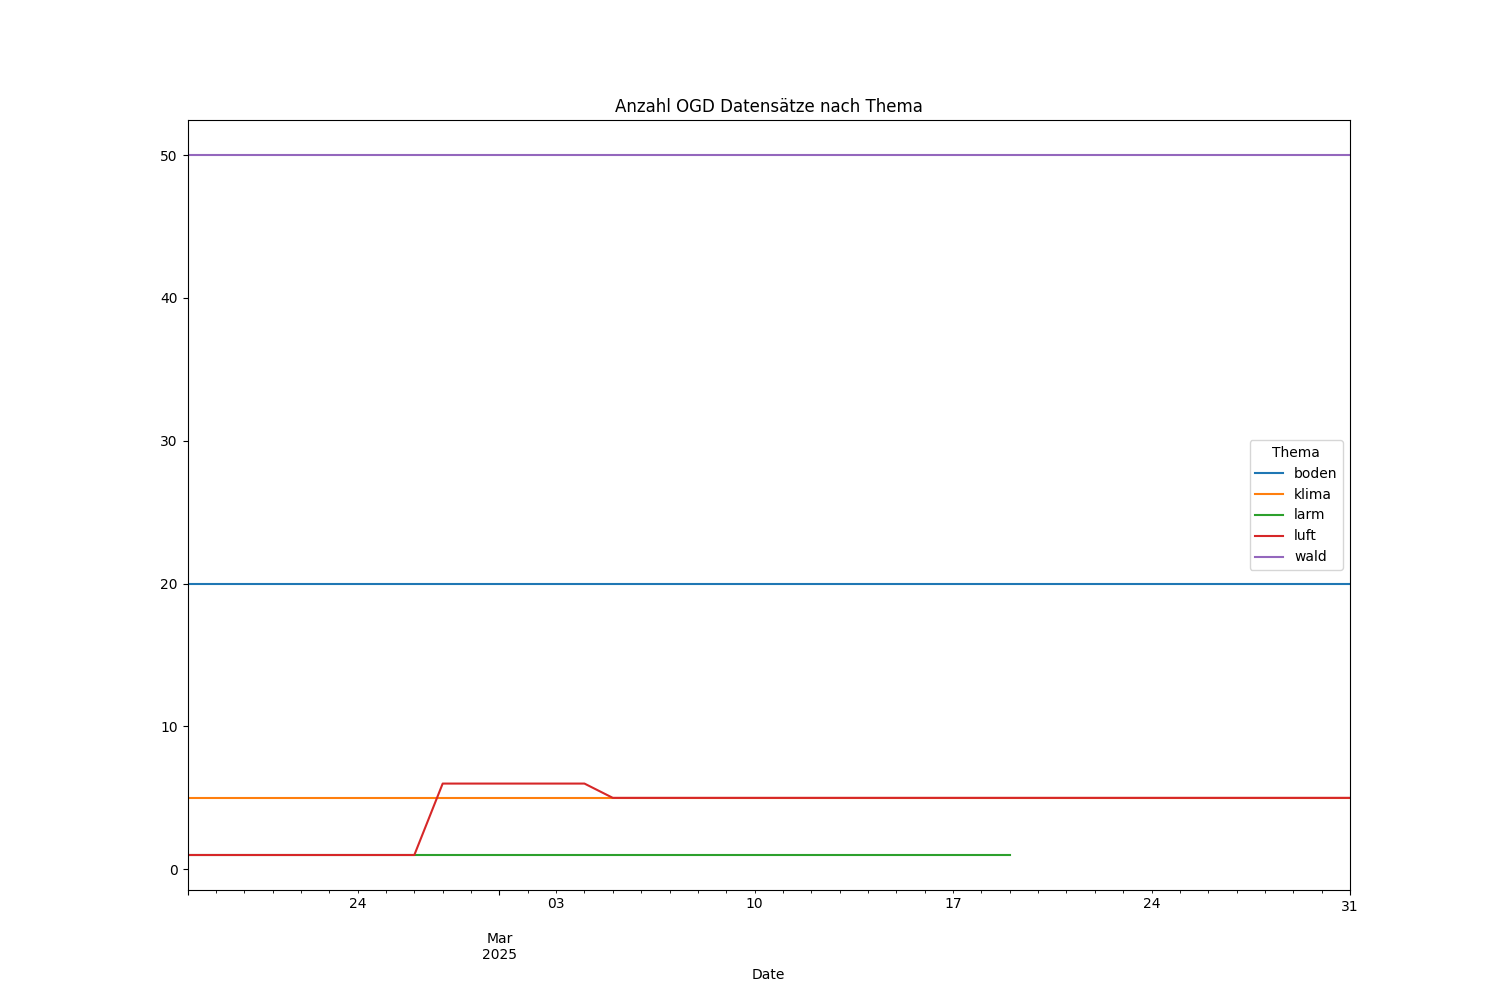 Anzahl OGD Datensätze nach Thema
50
40
30
20
10
0
Thema
boden
klima
larm
luft
wald
24
03
10
17
24
31
Mar
2025
Date